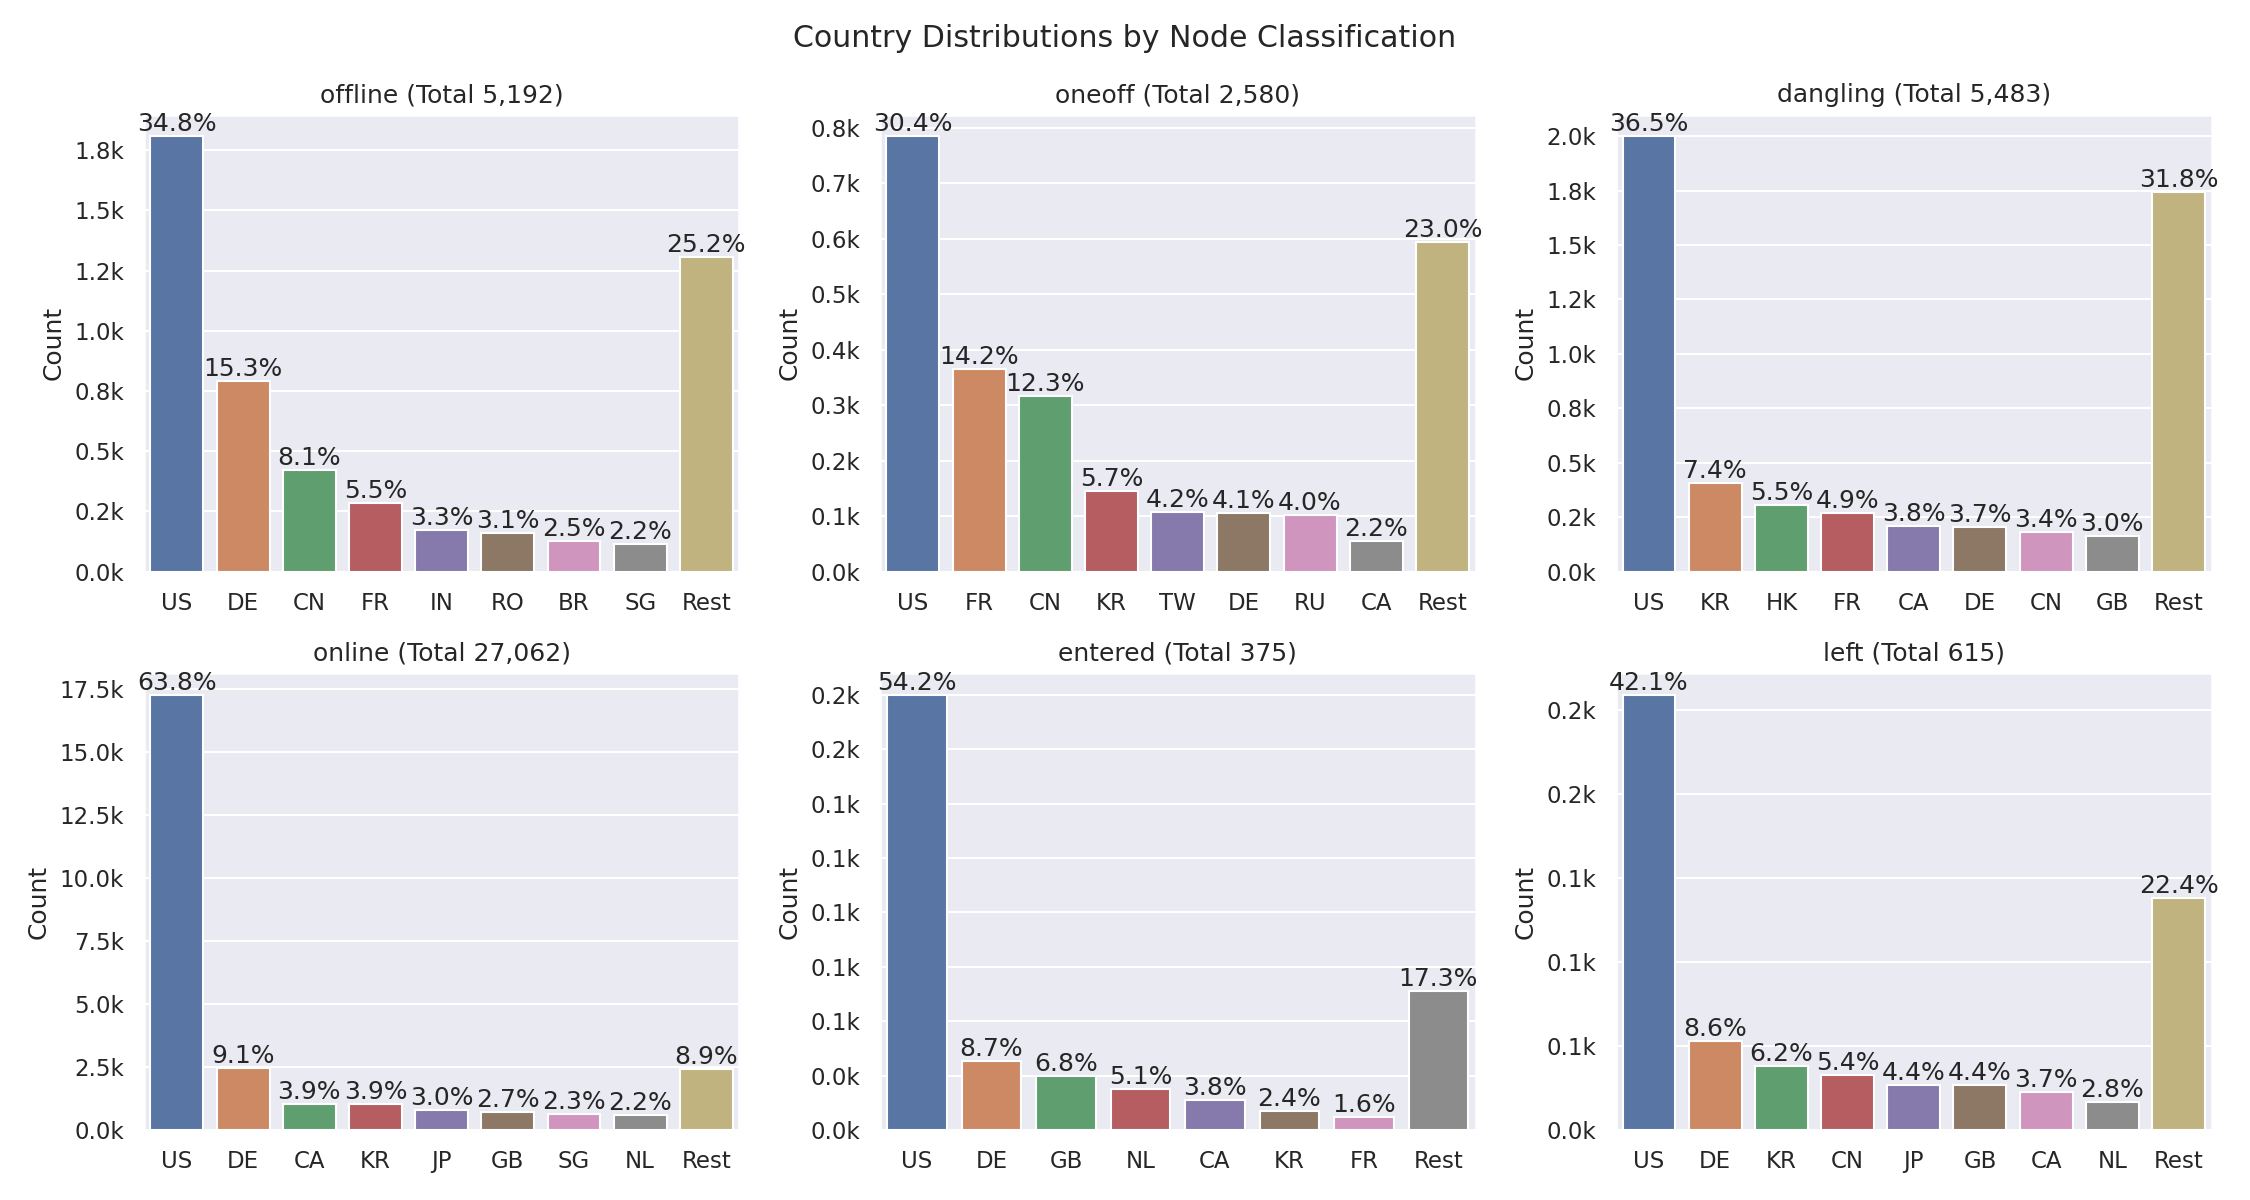 Country Distributions by Node Classification
offline (Total 5,192)
34.8%
15.3%
8.1%
5.5%
3.3%
3.1%
2.5%
2.2%
25.2%
1.8k
1.5k
1.2k
1.0k
0.8k
0.5k
0.2k
0.0k
Count
US DE CN FR IN RO BR SG Rest
oneoff (Total 2,580)
30.4%
14.2%
12.3%
5.7%
4.2%
4.1%
4.0%
2.2%
23.0%
0.8k
0.7k
0.6k
0.5k
0.4k
0.3k
0.2k
0.1k
0.0k
Count
US FR CN KR TW DE RU CA Rest
dangling (Total 5,483)
36.5%
7.4%
5.5%
4.9%
3.8%
3.7%
3.4%
3.0%
31.8%
2.0k
1.8k
1.5k
1.2k
1.0k
0.8k
0.5k
0.2k
0.0k
Count
US KR HK FR CA DE CN GB Rest
online (Total 27,062)
63.8%
9.1%
3.9%
3.9%
3.0%
2.7%
2.3%
2.2%
8.9%
17.5k
15.0k
12.5k
10.0k
7.5k
5.0k
2.5k
0.0k
Count
US DE CA KR JP GB SG NL Rest
entered (Total 375)
54.2%
8.7%
6.8%
5.1%
3.8%
2.4%
1.6%
17.3%
0.2k
0.2k
0.1k
0.1k
0.1k
0.1k
0.1k
0.0k
0.0k
Count
US DE GB NL CA KR FR Rest
left (Total 615)
42.1%
8.6%
6.2%
5.4%
4.4%
4.4%
3.7%
2.8%
22.4%
0.2k
0.2k
0.1k
0.1k
0.1k
0.0k
Count
US DE KR CN JP GB CA NL Rest